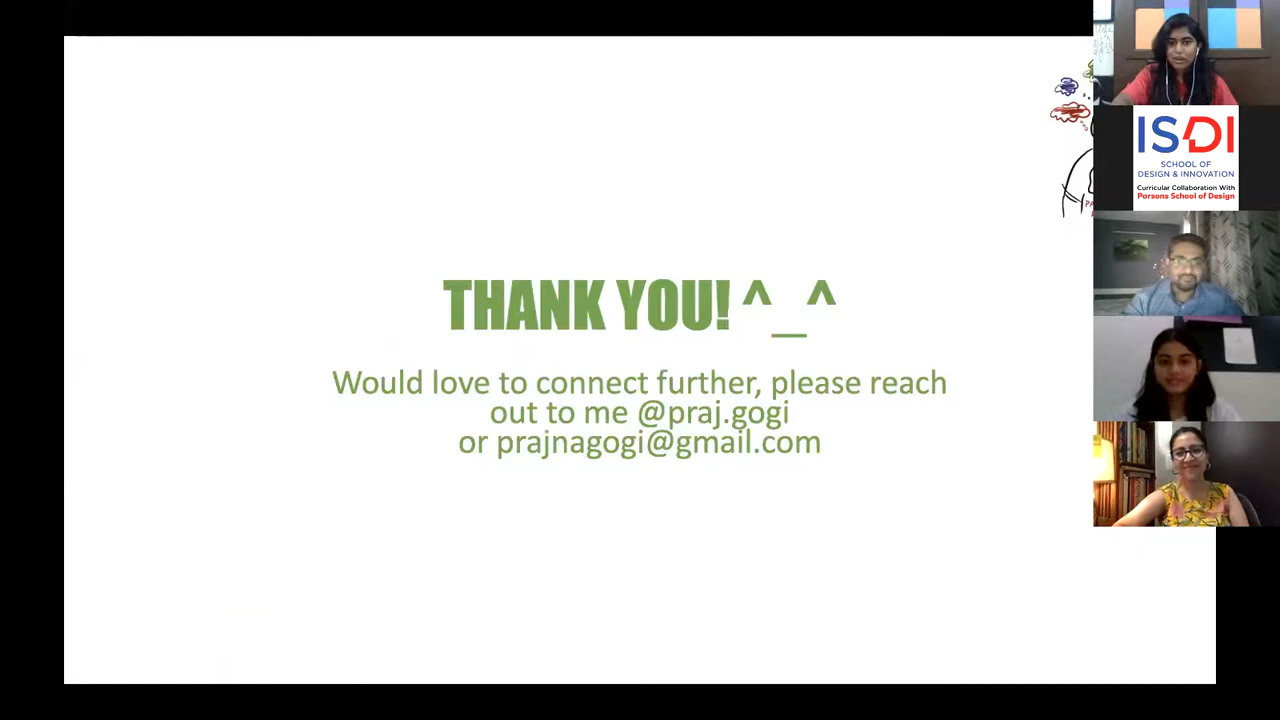 THANK YOU! ^_^
Would love to connect further, please reach
out to me @praj.gogi
or prajnagogi@gmail.com
ISDI
SCHOOL OF
DESIGN & INNOVATION
Curricular Collaboration With
Parsons School of Design